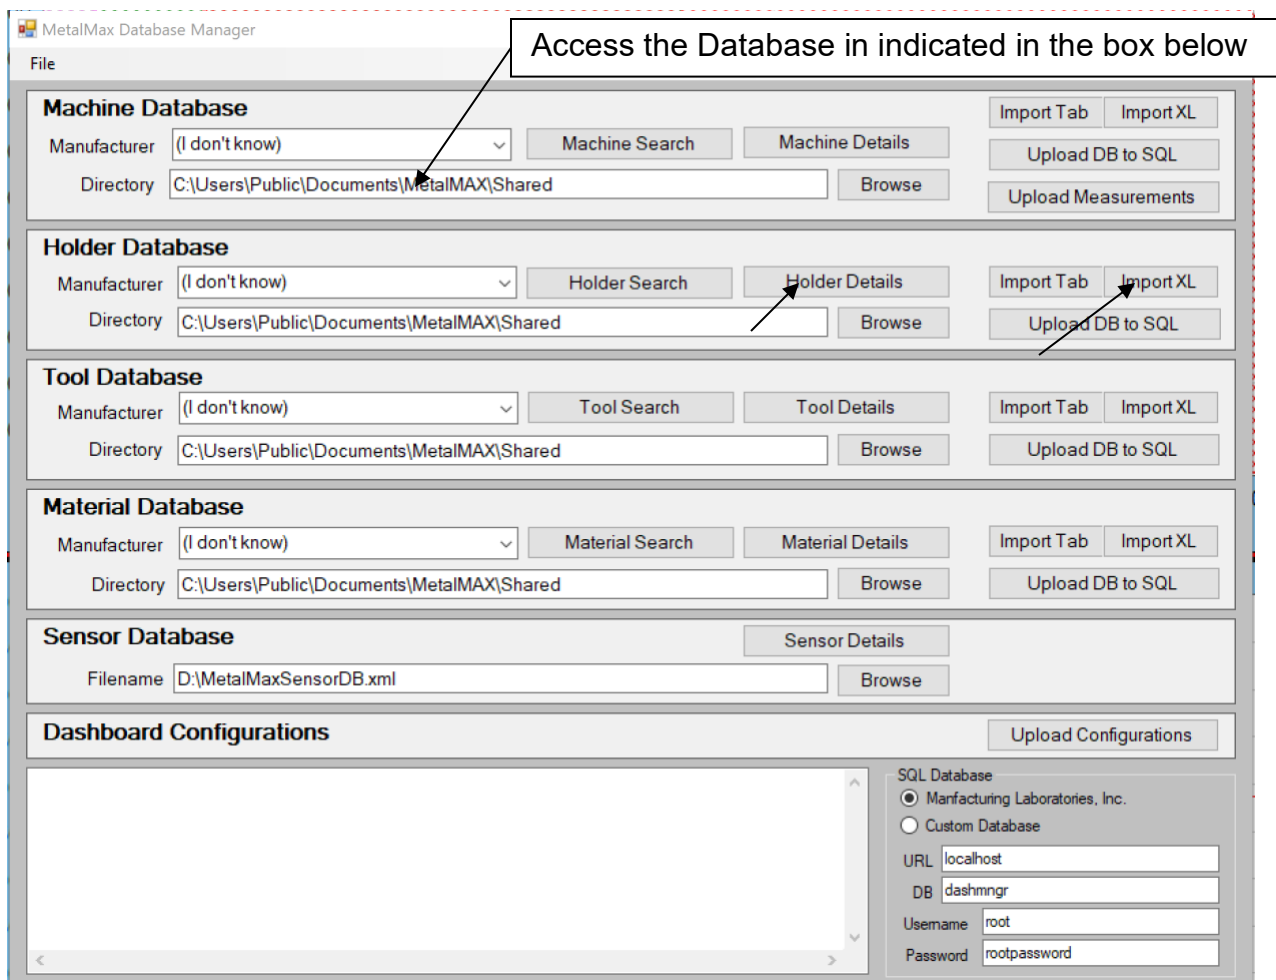 MetalMax Database Manager
Access the Database in indicated in the box below
File
Machine Database
Import Tab Import XL
Manufacturer (I don't know) Machine Search Machine Details
Upload DB to SQL
Directory C:\Users\Public\Documents\MetalMAX\Shared Browse
Upload Measurements
Holder Database
Manufacturer (I don't know) Holder Search Holder Details Import Tab Import XL
Directory C:\Users\Public\Documents\MetalMAX\Shared Browse Upload DB to SQL
Tool Database
Manufacturer (I don't know) Tool Search Tool Details Import Tab Import XL
Directory C:\Users\Public\Documents\MetalMAX\Shared Browse Upload DB to SQL
Material Database
Manufacturer (I don't know) Material Search Material Details Import Tab Import XL
Directory C:\Users\Public\Documents\MetalMAX\Shared Browse Upload DB to SQL
Sensor Database
Sensor Details
Filename D:\MetalMaxSensorDB.xml Browse
Dashboard Configurations Upload Configurations
SQL Database
Manfacturing Laboratories, Inc.
Custom Database
URL localhost
DB dashmngr
Username root
Password rootpassword